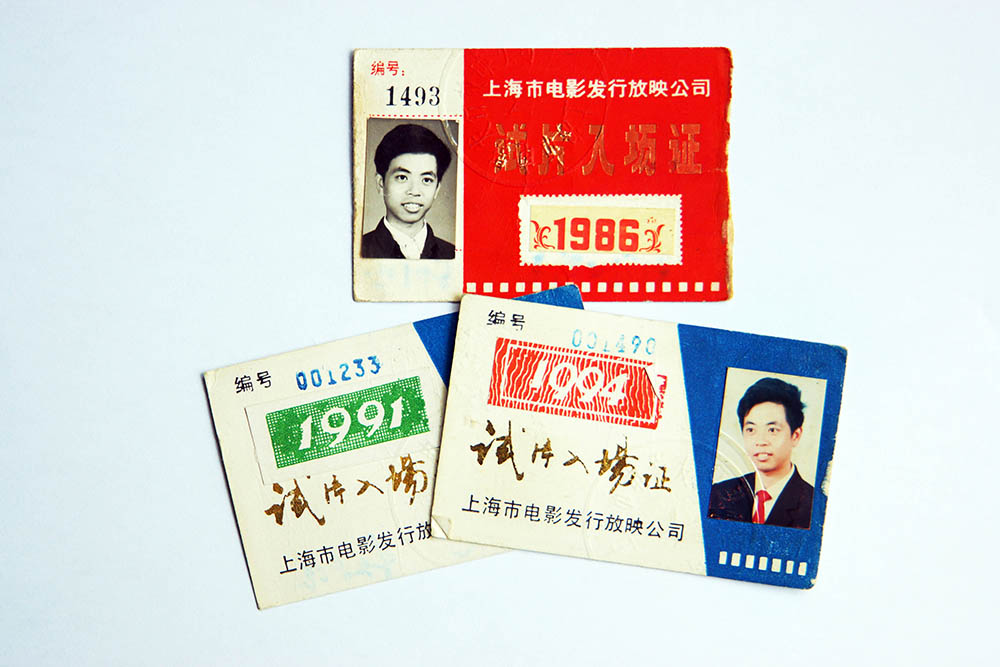 编号:
1493
上海市电影发行放映公司
试片入场证
1986
编号 001233
1991
试片入场
上海市电影发行放
编号
001490
1994
试片入场证
上海市电影发行放映公司